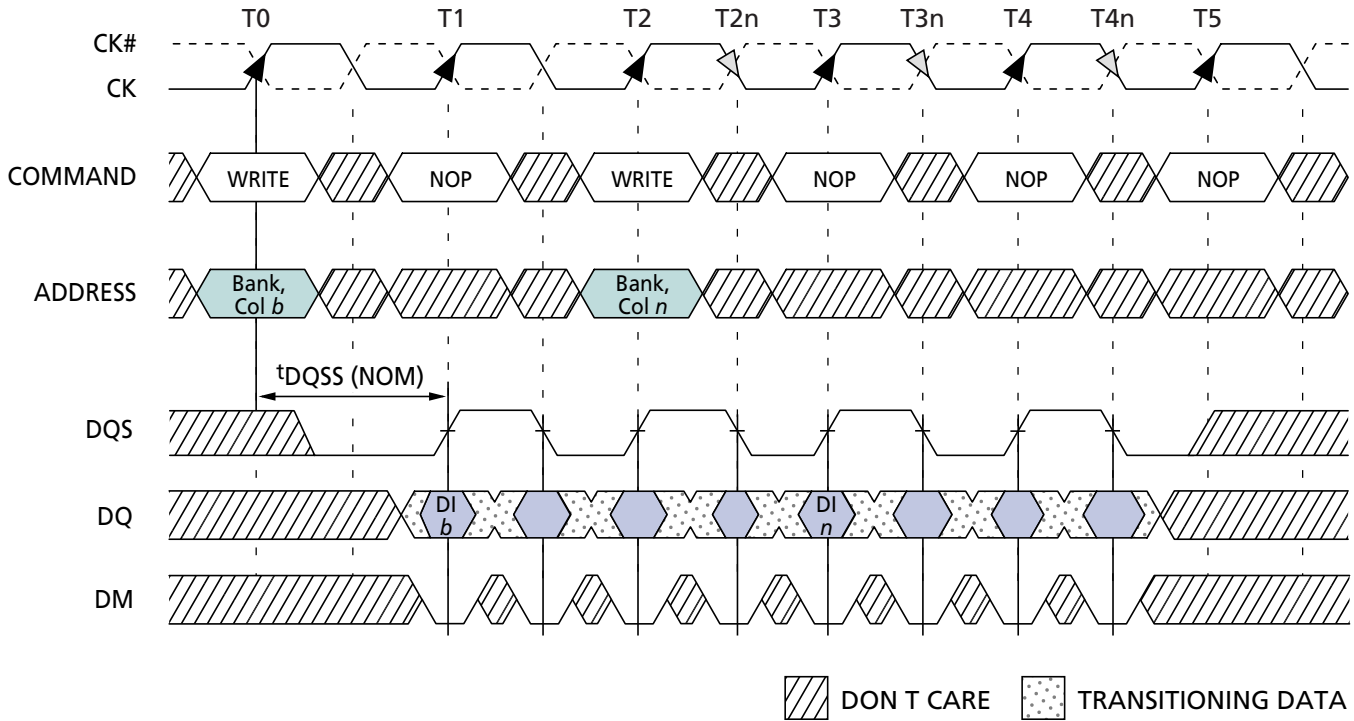 T0 T1 T2 T2n T3 T3n T4 T4n T5
CK#
CK
COMMAND WRITE NOP WRITE NOP NOP NOP
ADDRESS Bank, Col b Bank, Col n
tDQSS (NOM)
DQS
DQ DI b DI n
DM
DON T CARE TRANSITIONING DATA